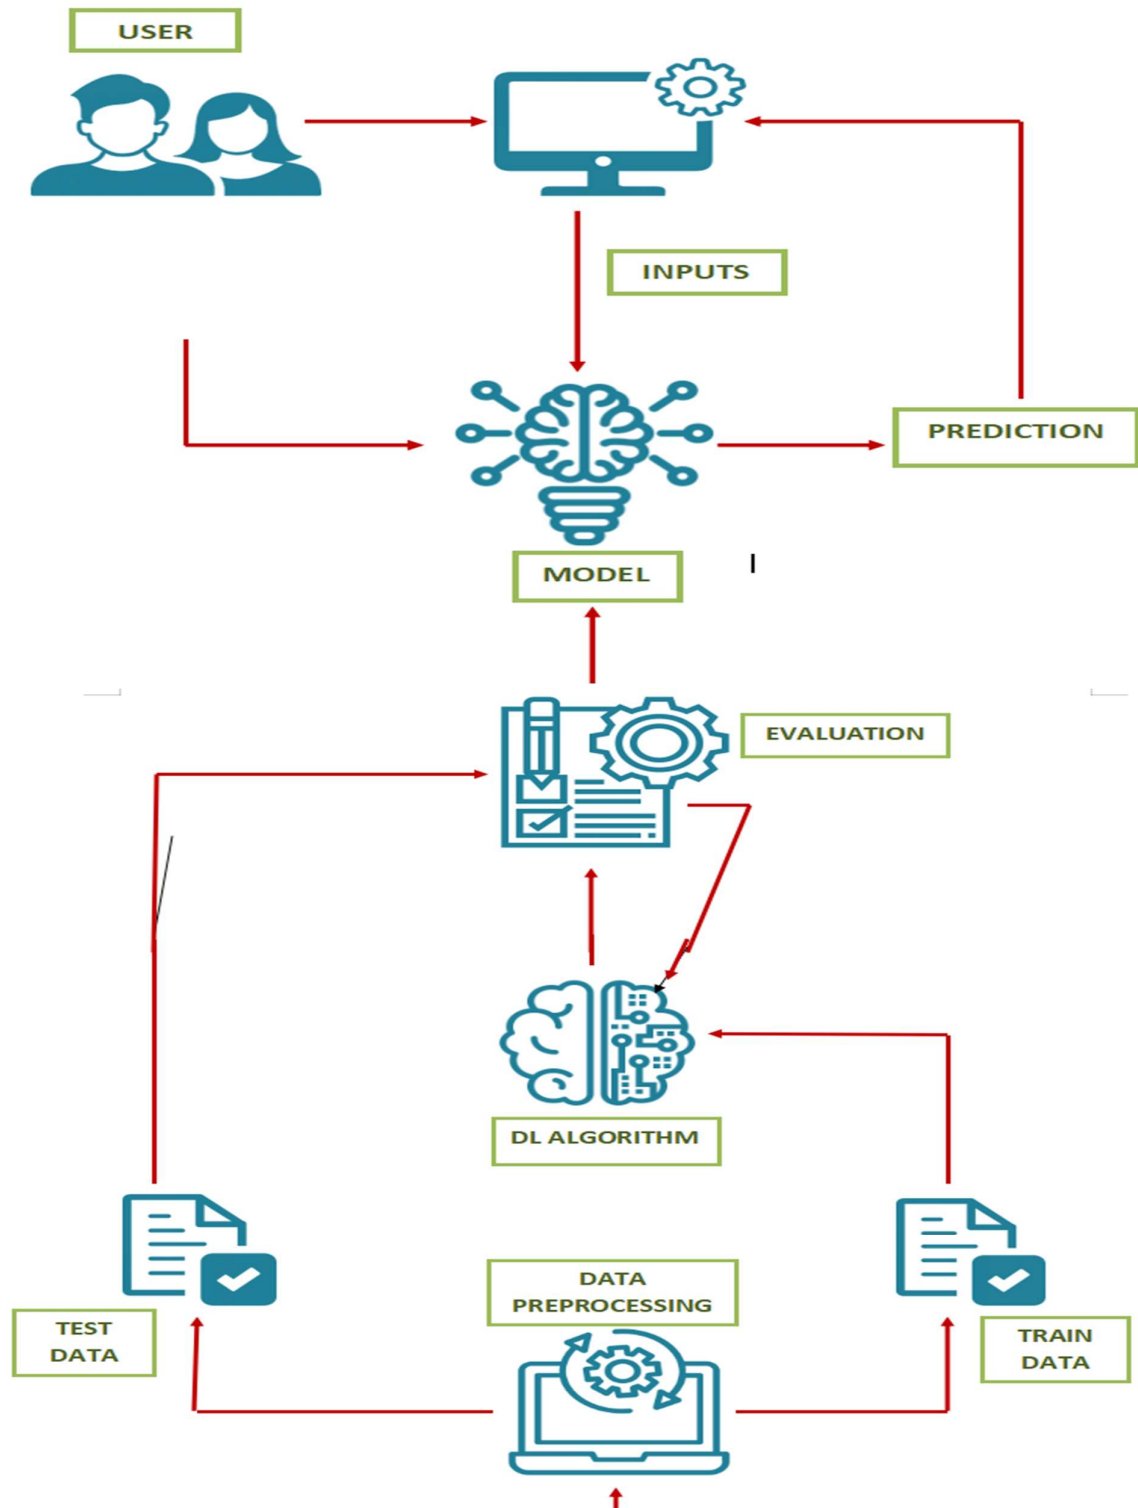 USER
INPUTS
PREDICTION
MODEL
EVALUATION
DL ALGORITHM
DATA
PREPROCESSING
TEST
DATA
TRAIN
DATA